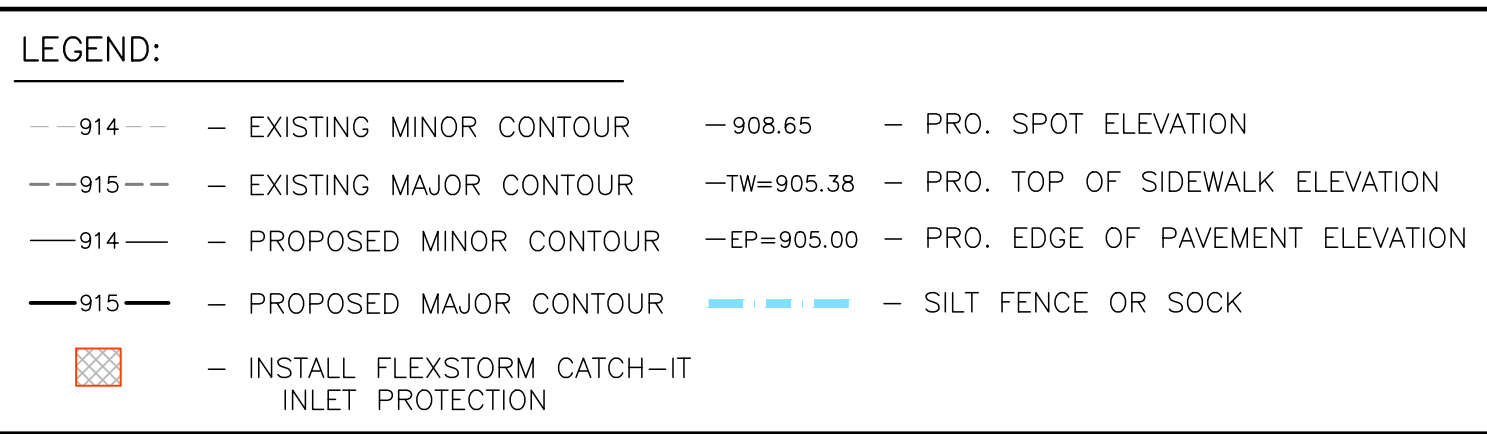 LEGEND:
914 – EXISTING MINOR CONTOUR
915 – EXISTING MAJOR CONTOUR
914 – PROPOSED MINOR CONTOUR
915 – PROPOSED MAJOR CONTOUR
– INSTALL FLEXSTORM CATCH–IT
INLET PROTECTION
908.65 – PRO. SPOT ELEVATION
TW=905.38 – PRO. TOP OF SIDEWALK ELEVATION
EP=905.00 – PRO. EDGE OF PAVEMENT ELEVATION
– SILT FENCE OR SOCK